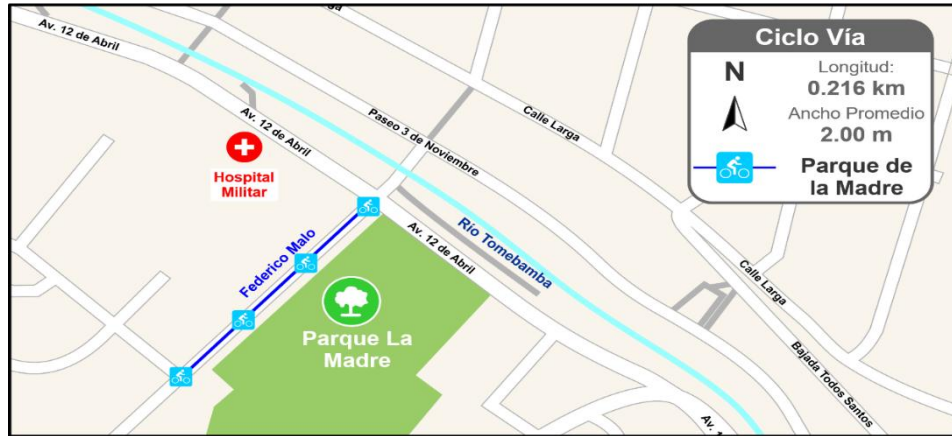 Av. 12 de Abril
Calle Larga
Ciclo Vía
N
Longitud:
0.216 km
Ancho Promedio
2.00 m
Parque de
la Madre
Av. 12 de Abril
Paseo 3 de Noviembre
Calle Larga
Hospital
Militar
Federico Malo
Av. 12 de Abril
Río Tomebamba
Parque La
Madre
Calle Larga
Bajada Todos Santos